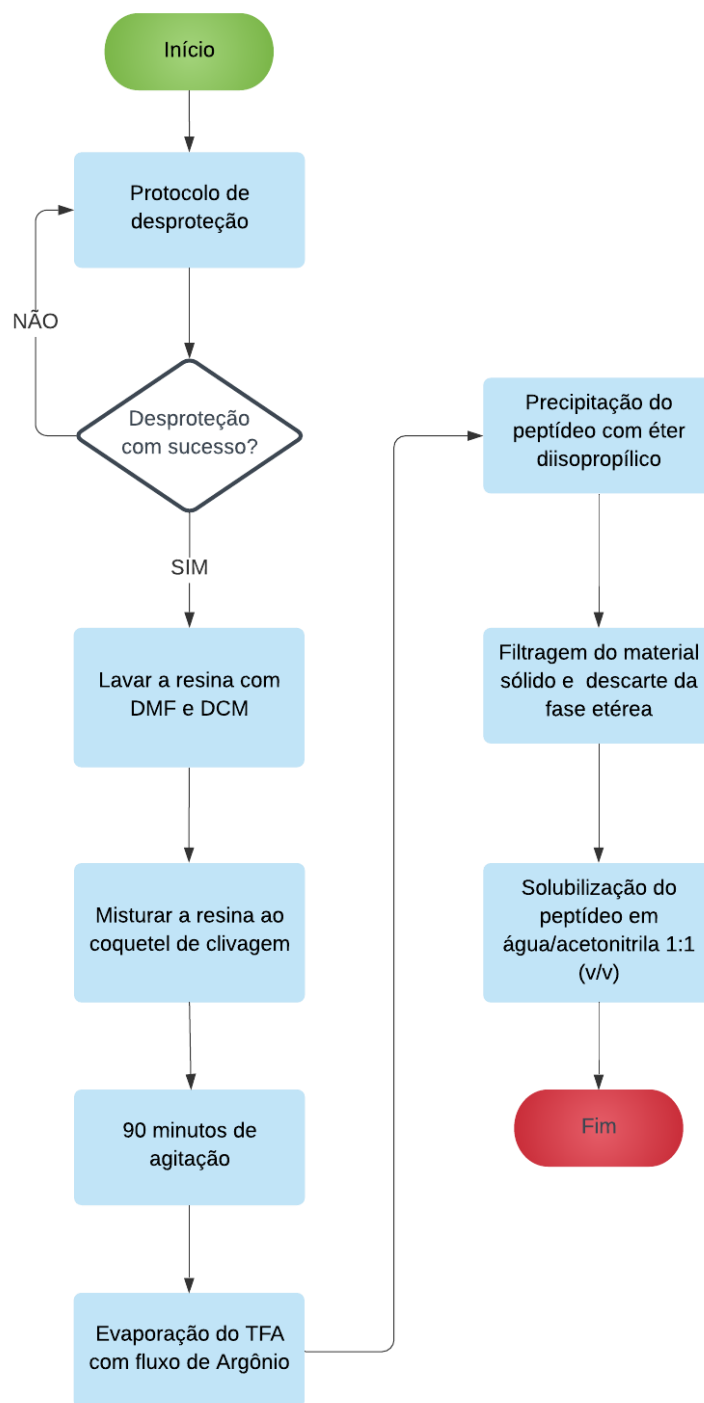 Início
Protocolo de
desproteção
NÃO
Desproteção
com sucesso?
SIM
Lavar a resina com
DMF e DCM
Misturar a resina ao
coquetel de clivagem
90 minutos de
agitação
Evaporação do TFA
com fluxo de Argônio
Precipitação do
peptídeo com éter
diisopropílico
Filtragem do material
sólido e descarte da
fase etérea
Solubilização do
peptídeo em
água/acetonitrila 1:1
(v/v)
Fim